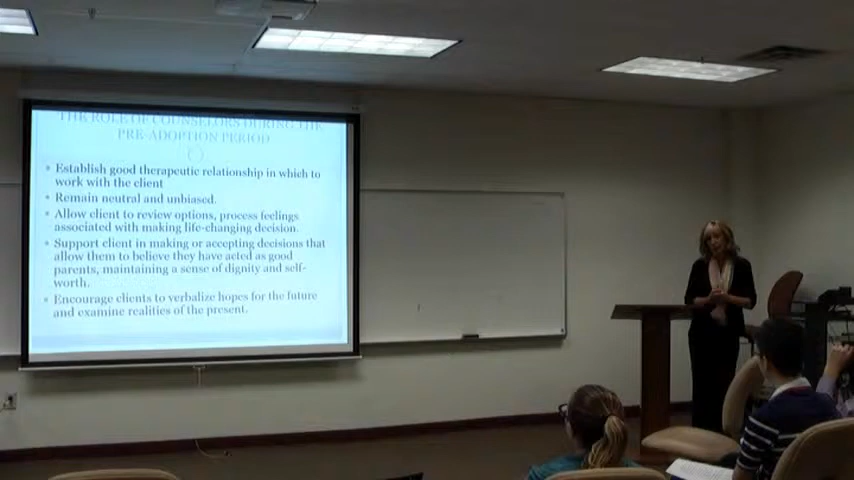 THE ROLE OF COUNSELORS DURING THE
PRE-ADOPTION PERIOD
• Establish good therapeutic relationship in which to
work with the client
• Remain neutral and unbiased.
• Allow client to review options, process feelings
associated with making life-changing decision.
• Support client in making or accepting decisions that
allow them to believe they have acted as good
parents, maintaining a sense of dignity and self-
worth.
• Encourage clients to verbalize hopes for the future
and examine realities of the present.